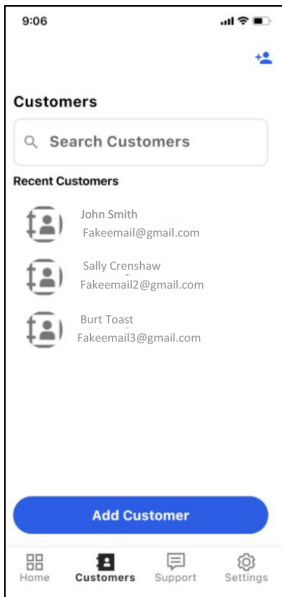 9:06
Customers
Search Customers
Recent Customers
John Smith
Fakeemail@gmail.com
Sally Crenshaw
Fakeemail2@gmail.com
Burt Toast
Fakeemail3@gmail.com
Add Customer
Home Customers Support Settings